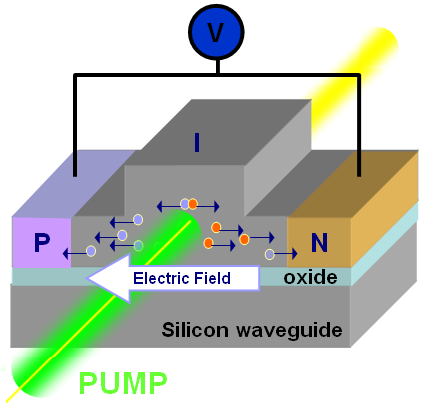 V
I
P
N
Electric Field
oxide
Silicon waveguide
PUMP